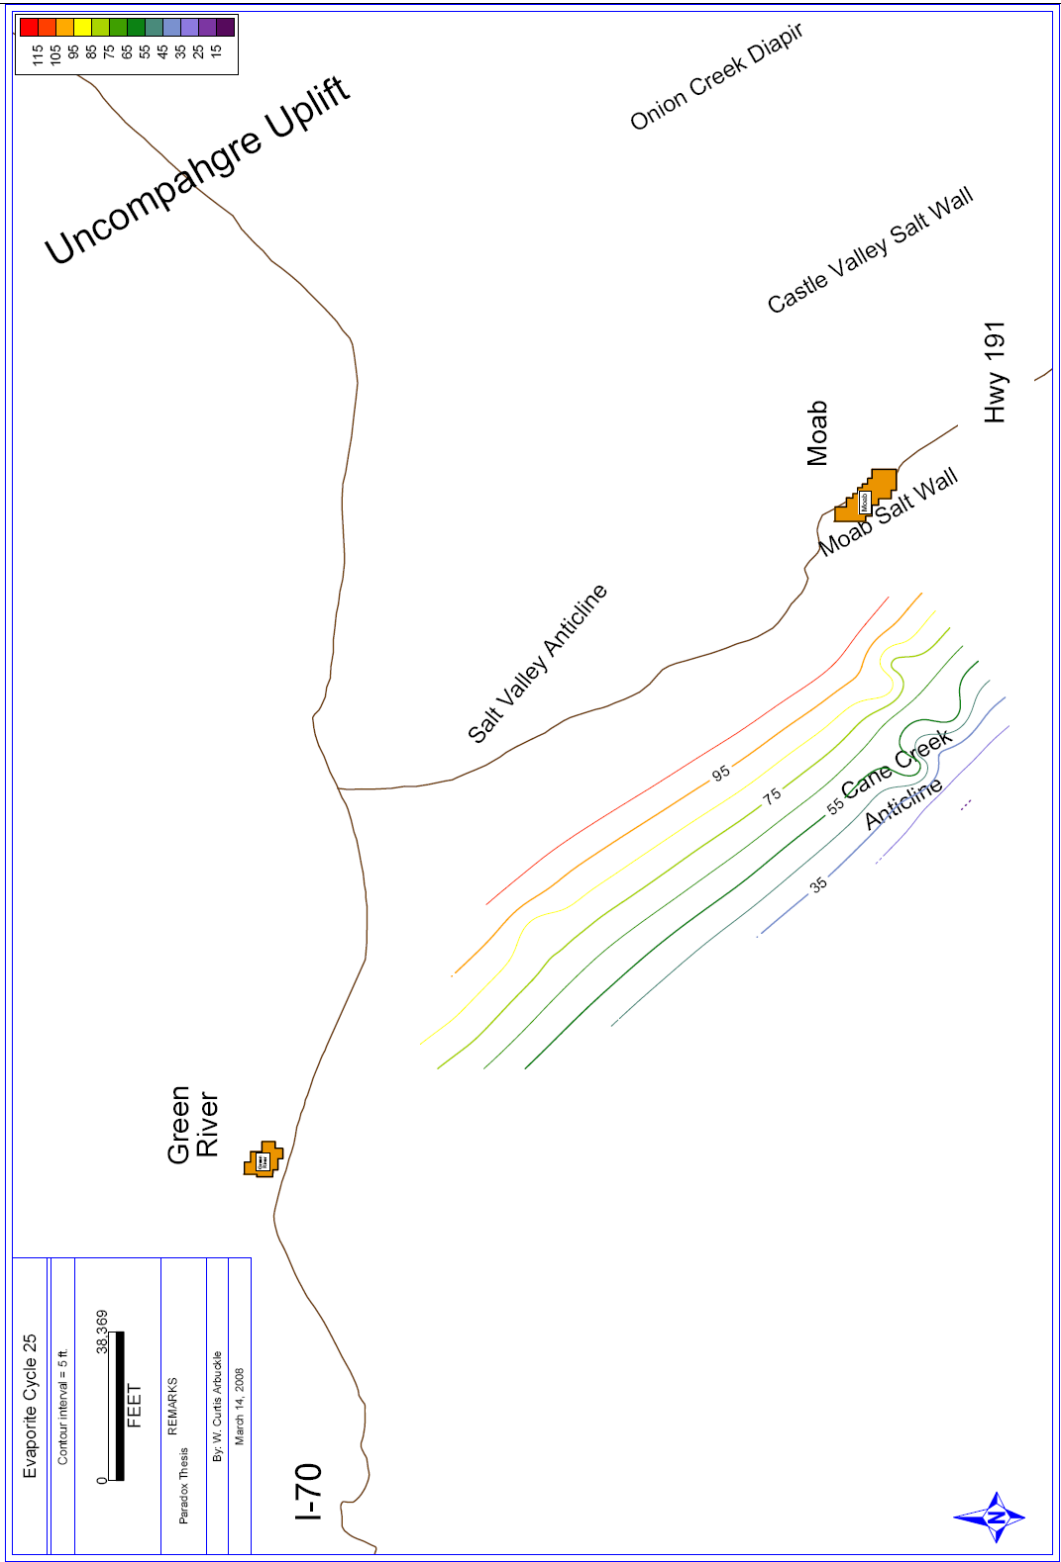 115
105
95
85
75
65
55
45
35
25
15
Uncompahgre Uplift
Onion Creek Diapir
Castle Valley Salt Wall
Hwy 191
Moab
Moab
Moab Salt Wall
Salt Valley Anticline
95
75
55
35
Cane Creek
Anticline
Green
River
Green
River
I-70
Evaporite Cycle 25
Contour interval = 5 ft.
0
38,369
FEET
REMARKS
Paradox Thesis
By: W. Curtis Arbuckle
March 14, 2008
N